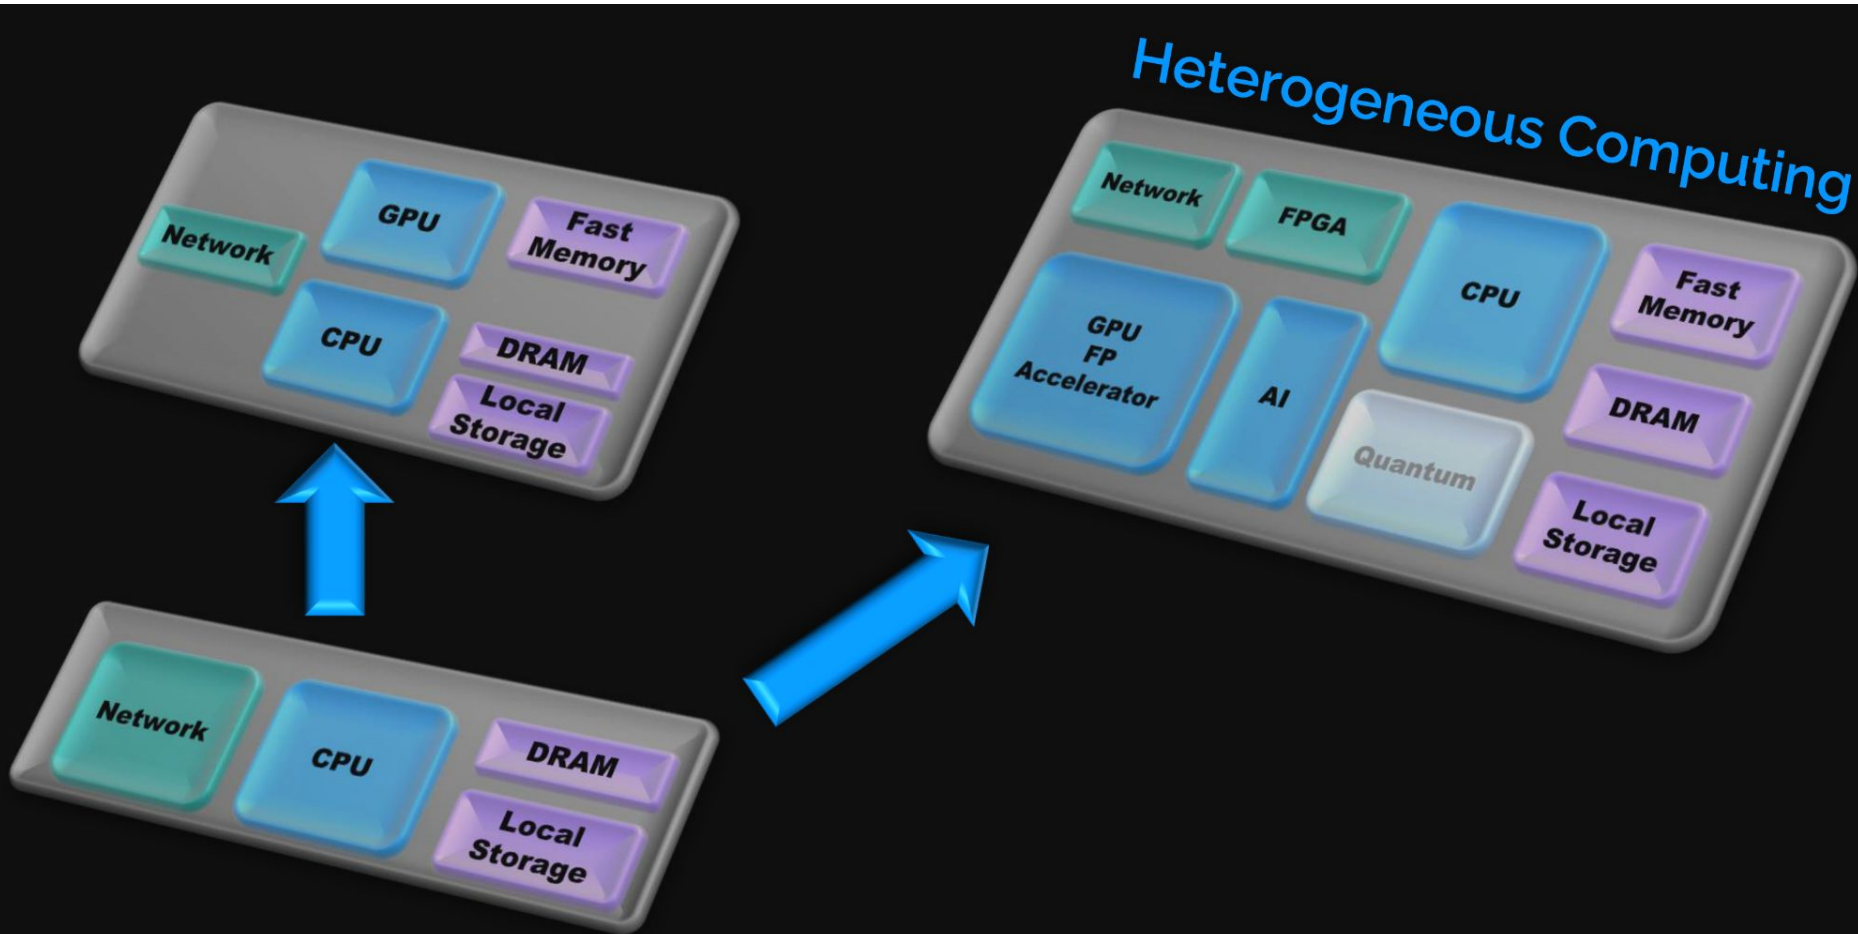 Heterogeneous Computing
Network
GPU
Fast
Memory
CPU
DRAM
Local
Storage
Network
FPGA
CPU
Fast
Memory
GPU
FP
Accelerator
AI
Quantum
DRAM
Local
Storage
Network
CPU
DRAM
Local
Storage